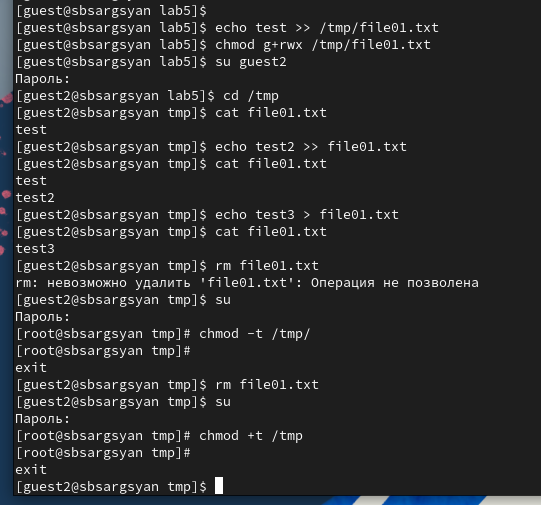 [guest@sbsargsyan lab5]$
[guest@sbsargsyan lab5]$ echo test >> /tmp/file01.txt
[guest@sbsargsyan lab5]$ chmod g+rwx /tmp/file01.txt
[guest@sbsargsyan lab5]$ su guest2
Пароль:
[guest2@sbsargsyan lab5]$ cd /tmp
[guest2@sbsargsyan tmp]$ cat file01.txt
test
[guest2@sbsargsyan tmp]$ echo test2 >> file01.txt
[guest2@sbsargsyan tmp]$ cat file01.txt
test
test2
[guest2@sbsargsyan tmp]$ echo test3 > file01.txt
[guest2@sbsargsyan tmp]$ cat file01.txt
test3
[guest2@sbsargsyan tmp]$ rm file01.txt
rm: невозможно удалить 'file01.txt': Операция не позволена
[guest2@sbsargsyan tmp]$ su
Пароль:
[root@sbsargsyan tmp]# chmod -t /tmp/
[root@sbsargsyan tmp]#
exit
[guest2@sbsargsyan tmp]$ rm file01.txt
[guest2@sbsargsyan tmp]$ su
Пароль:
[root@sbsargsyan tmp]# chmod +t /tmp
[root@sbsargsyan tmp]#
exit
[guest2@sbsargsyan tmp]$